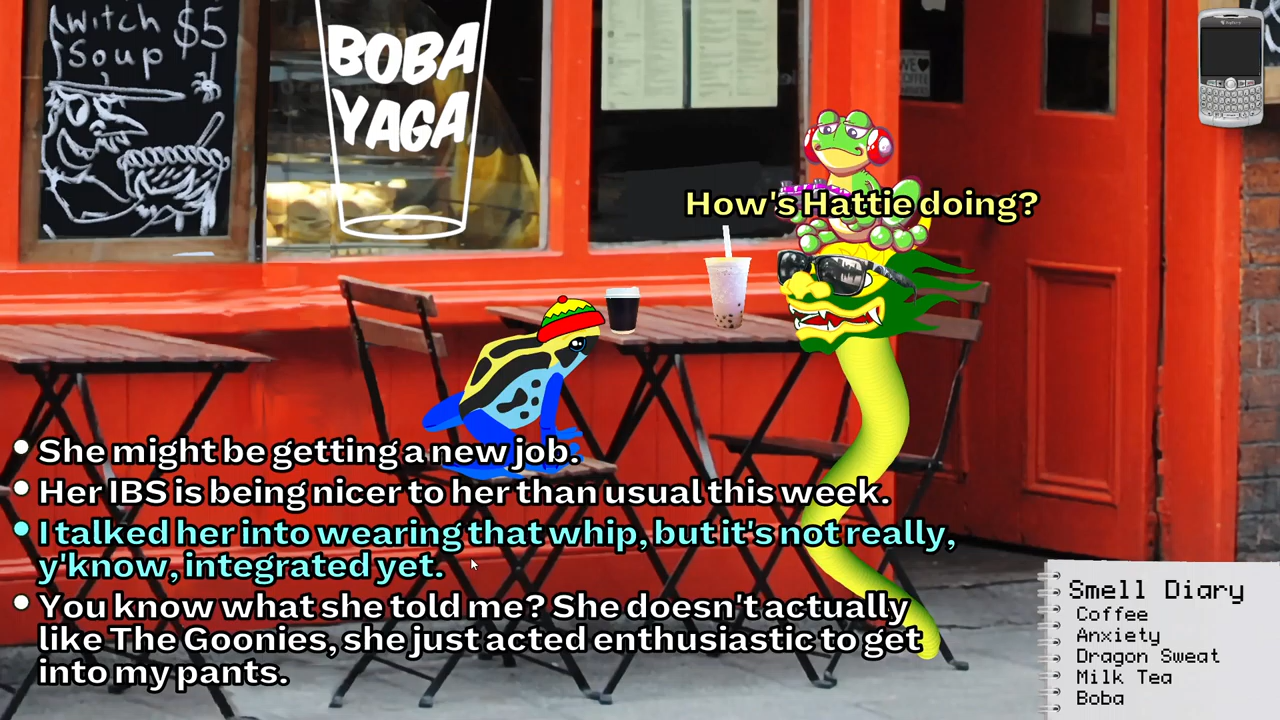 witch $5
Soup
BOBA
YAGA
WE
COFFEE
How's Hattie doing?
• She might be getting a new job.
• Her IBS is being nicer to her than usual this week.
• I talked her into wearing that whip, but it's not really,
y'know, integrated yet.
• You know what she told me? She doesn't actually
like The Goonies, she just acted enthusiastic to get
into my pants.
Smell Diary
Coffee
Anxiety
Dragon Sweat
Milk Tea
Boba